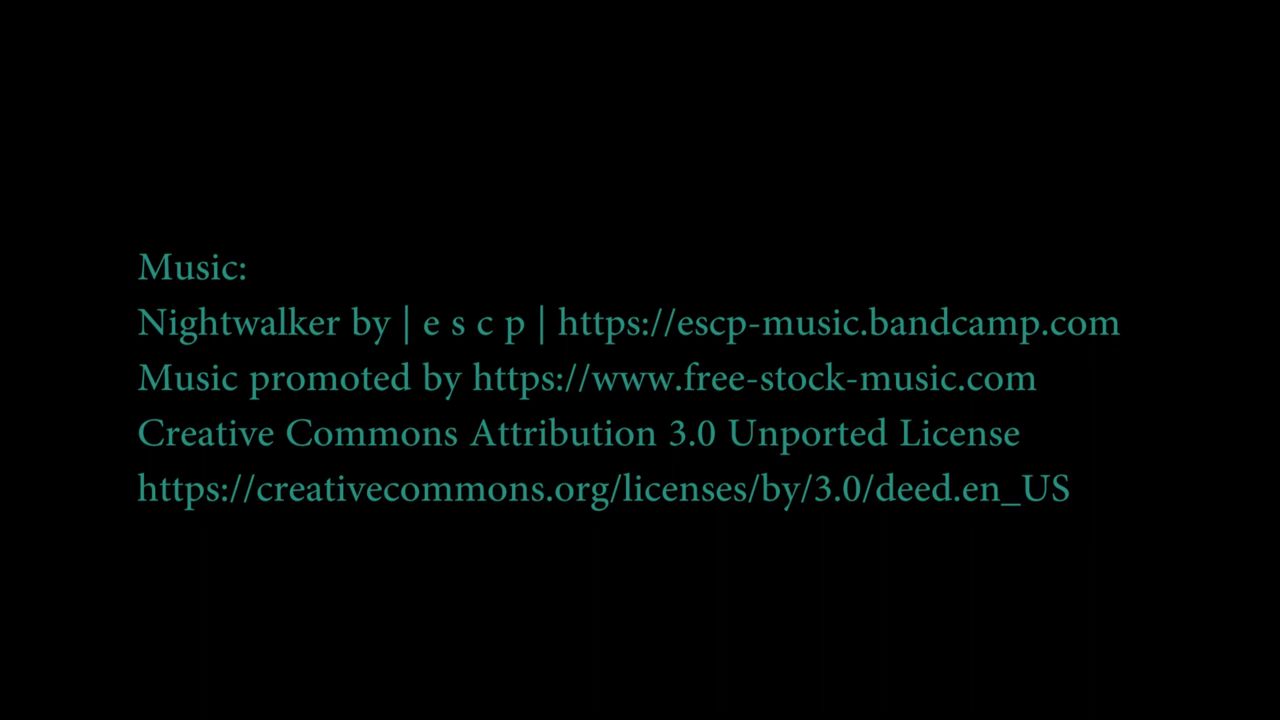 Music:
Nightwalker by | e s c p | https://escp-music.bandcamp.com
Music promoted by https://www.free-stock-music.com
Creative Commons Attribution 3.0 Unported License
https://creativecommons.org/licenses/by/3.0/deed.en_US